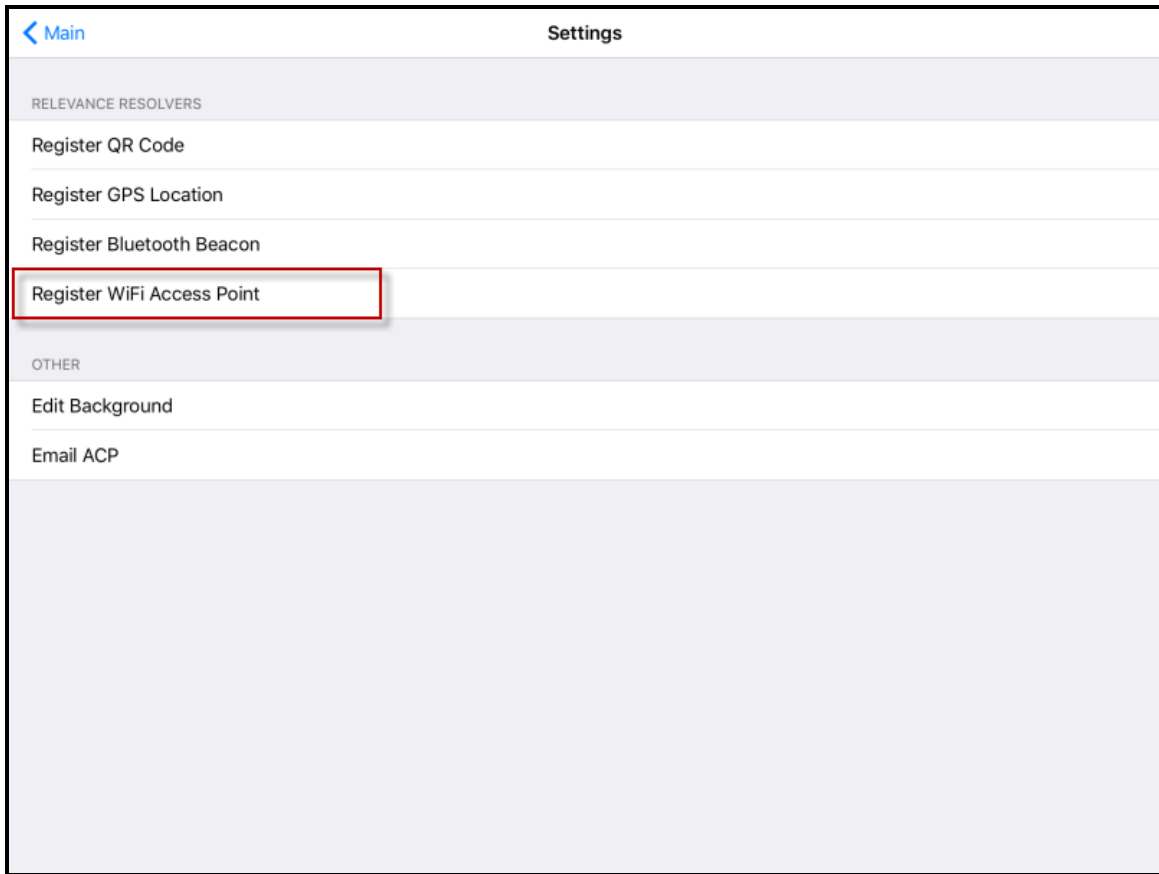 Main
Settings
RELEVANCE RESOLVERS
Register QR Code
Register GPS Location
Register Bluetooth Beacon
Register WiFi Access Point
OTHER
Edit Background
Email ACP